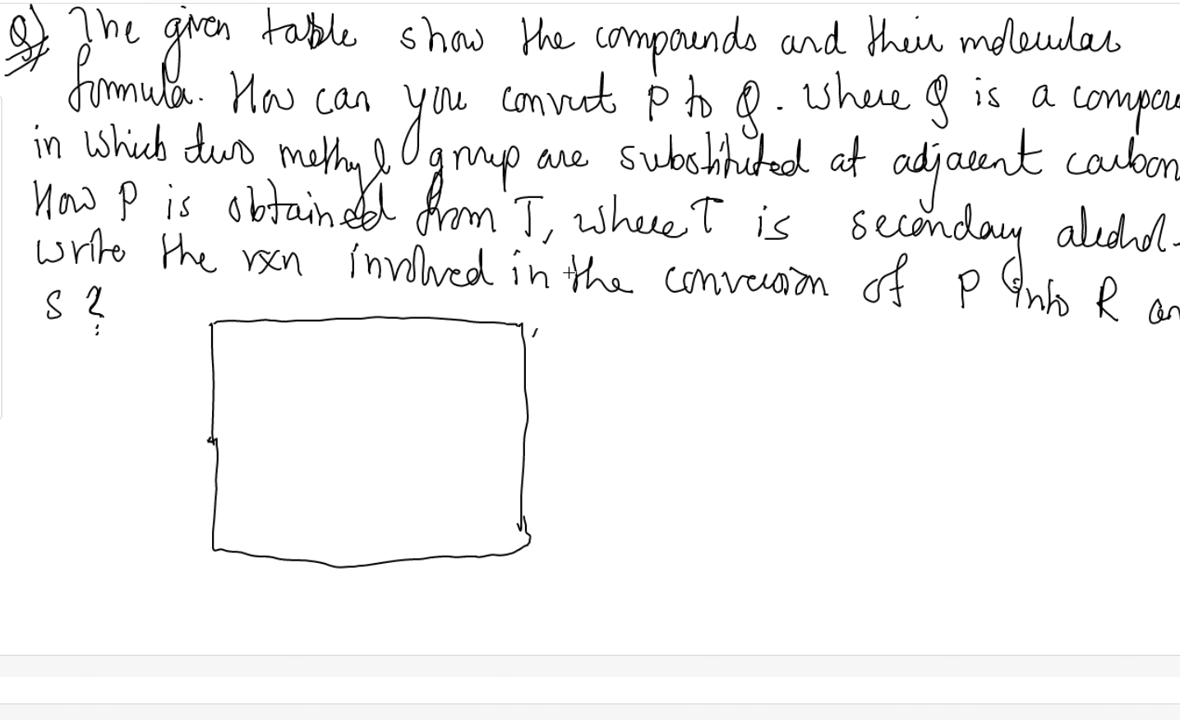 Q) The given table show the compounds and their molecular
formula. How can you convert P to Q. Where Q is a compou
in which two methyl group are substituted at adjacent carbon
How P is obtained from T, where T is secondary alcohol.
write the rxn involved in the conversion of P into R an
S ?